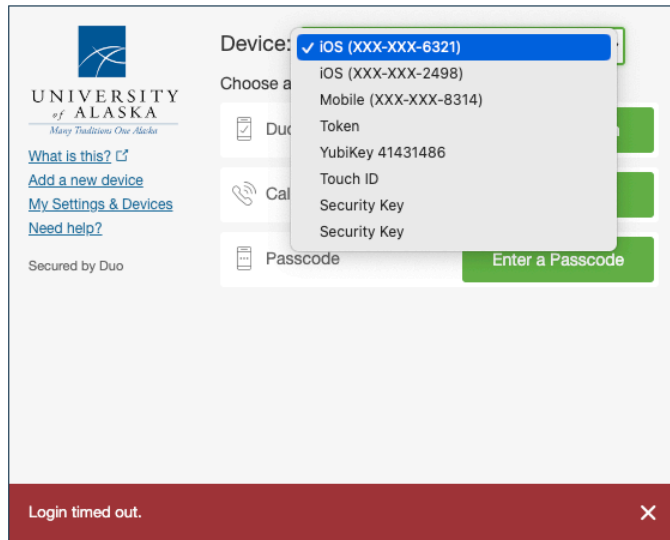 UNIVERSITY
of ALASKA
Many Traditions One Alaska
What is this?
Add a new device
My Settings & Devices
Need help?
Secured by Duo
Device:
✓ iOS (XXX-XXX-6321)
iOS (XXX-XXX-2498)
Mobile (XXX-XXX-8314)
Token
YubiKey 41431486
Touch ID
Security Key
Security Key
Choose a
Duo
Cal
Passcode
Enter a Passcode
Login timed out.